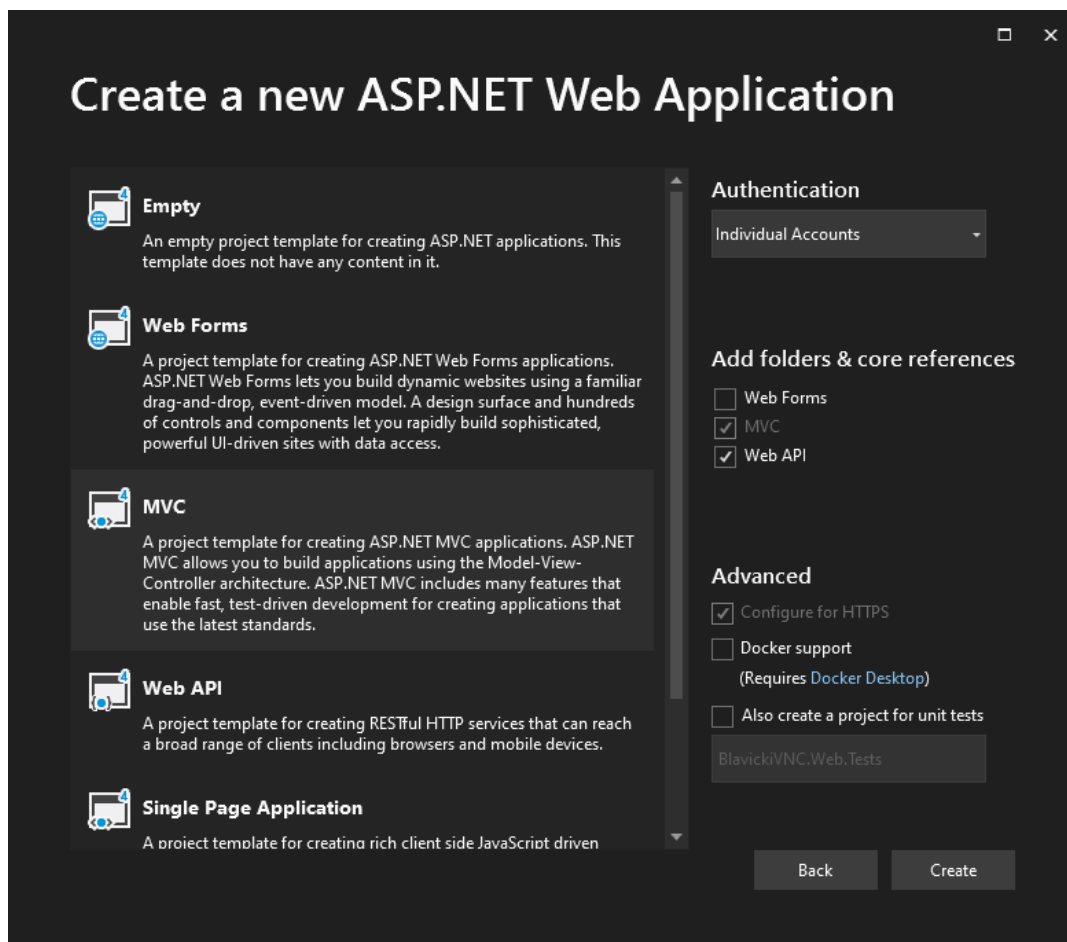 Create a new ASP.NET Web Application
Empty
An empty project template for creating ASP.NET applications. This
template does not have any content in it.
Web Forms
A project template for creating ASP.NET Web Forms applications.
ASP.NET Web Forms lets you build dynamic websites using a familiar
drag-and-drop, event-driven model. A design surface and hundreds
of controls and components let you rapidly build sophisticated,
powerful UI-driven sites with data access.
MVC
A project template for creating ASP.NET MVC applications. ASP.NET
MVC allows you to build applications using the Model-View-
Controller architecture. ASP.NET MVC includes many features that
enable fast, test-driven development for creating applications that
use the latest standards.
Web API
A project template for creating RESTful HTTP services that can reach
a broad range of clients including browsers and mobile devices.
Single Page Application
A project template for creating rich client side JavaScript driven
Authentication
Individual Accounts
Add folders & core references
Web Forms
MVC
Web API
Advanced
Configure for HTTPS
Docker support
(Requires Docker Desktop)
Also create a project for unit tests
BlavickiVNC.Web.Tests
Back
Create